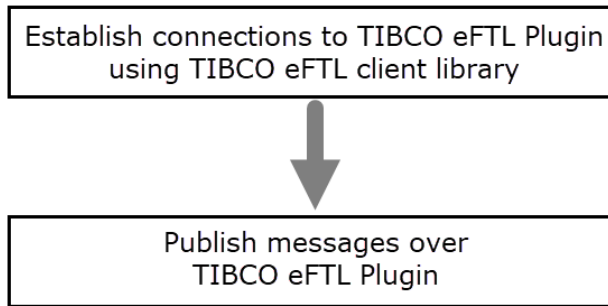 Establish connections to TIBCO eFTL Plugin
using TIBCO eFTL client library
Publish messages over
TIBCO eFTL Plugin